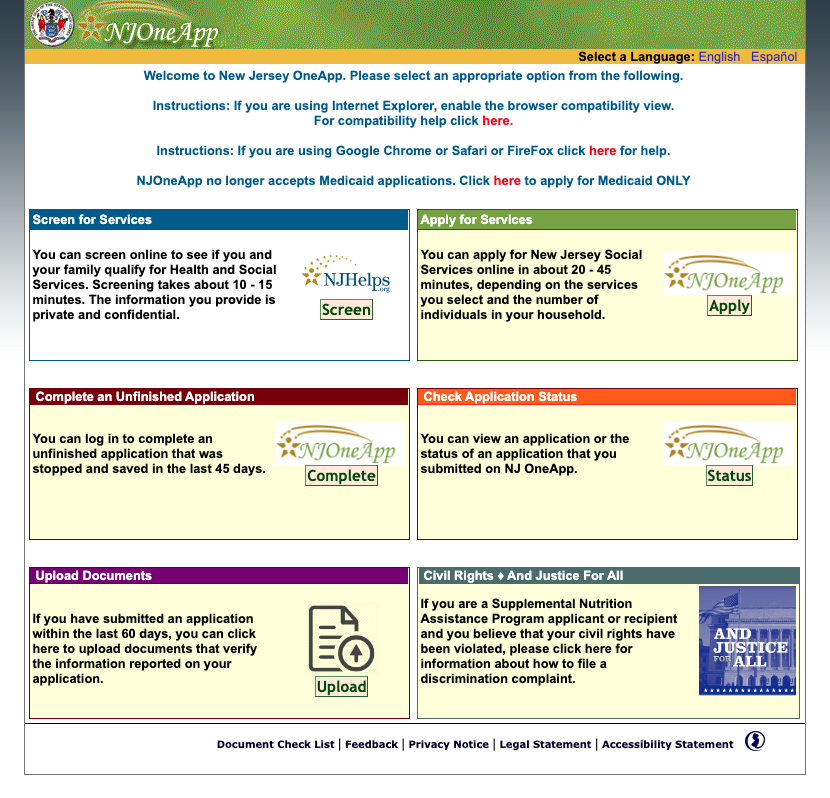 NJOneApp
Select a Language: English Español
Welcome to New Jersey OneApp. Please select an appropriate option from the following.
Instructions: If you are using Internet Explorer, enable the browser compatibility view.
For compatibility help click here.
Instructions: If you are using Google Chrome or Safari or FireFox click here for help.
NJOneApp no longer accepts Medicaid applications. Click here to apply for Medicaid ONLY
Screen for Services
You can screen online to see if you and
your family qualify for Health and Social
Services. Screening takes about 10 - 15
minutes. The information you provide is
private and confidential.
NJHelps
.org
Screen
Apply for Services
You can apply for New Jersey Social
Services online in about 20 - 45
minutes, depending on the services
you select and the number of
individuals in your household.
NJOneApp
Apply
Complete an Unfinished Application
You can log in to complete an
unfinished application that was
stopped and saved in the last 45 days.
NJOneApp
Complete
Check Application Status
You can view an application or the
status of an application that you
submitted on NJ OneApp.
NJOneApp
Status
Upload Documents
If you have submitted an application
within the last 60 days, you can click
here to upload documents that verify
the information reported on your
application.
Upload
Civil Rights ♦ And Justice For All
If you are a Supplemental Nutrition
Assistance Program applicant or recipient
and you believe that your civil rights have
been violated, please click here for
information about how to file a
discrimination complaint.
AND
JUSTICE
FOR ALL
Document Check List | Feedback | Privacy Notice | Legal Statement | Accessibility Statement